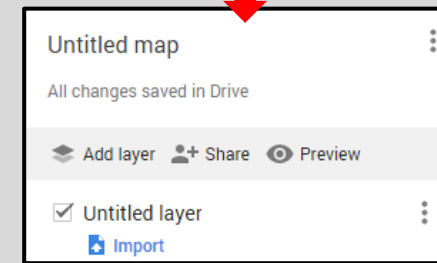 Untitled map
All changes saved in Drive
Add layer Share Preview
Untitled layer
Import